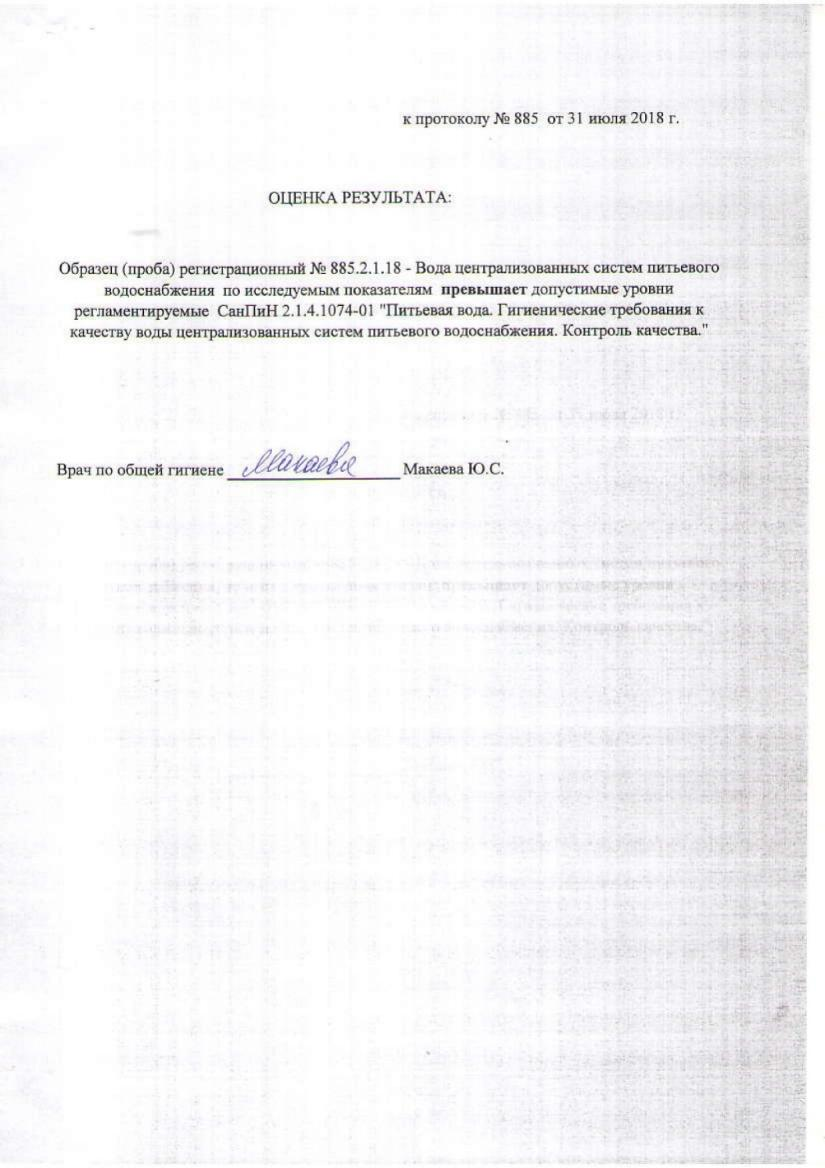 к протоколу № 885 от 31 июля 2018 г.
ОЦЕНКА РЕЗУЛЬТАТА:
Образец (проба) регистрационный № 885.2.1.18 - Вода централизованных систем питьевого
водоснабжения по исследуемым показателям превышает допустимые уровни
регламентируемые СанПиН 2.1.4.1074-01 "Питьевая вода. Гигиенические требования к
качеству воды централизованных систем питьевого водоснабжения. Контроль качества."
Врач по общей гигиене Макаева Макаева Ю.С.